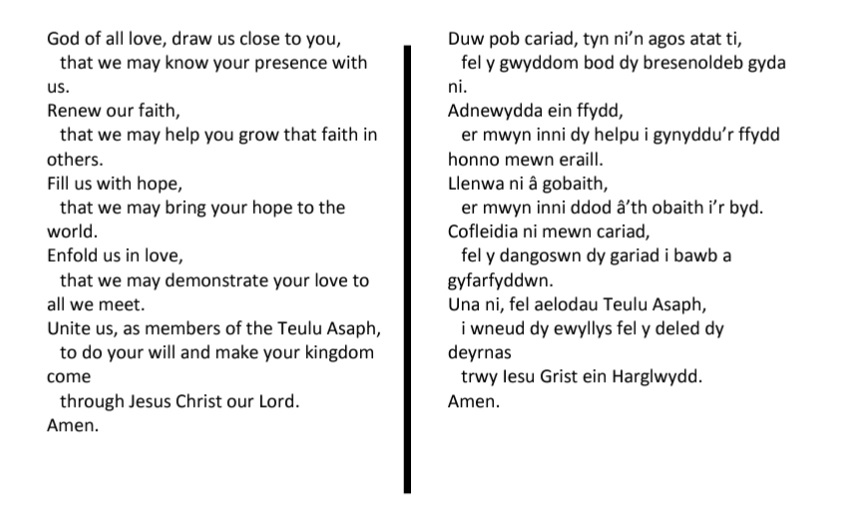 God of all love, draw us close to you,
that we may know your presence with
us.
Renew our faith,
that we may help you grow that faith in
others.
Fill us with hope,
that we may bring your hope to the
world.
Enfold us in love,
that we may demonstrate your love to
all we meet.
Unite us, as members of the Teulu Asaph,
to do your will and make your kingdom
come
through Jesus Christ our Lord.
Amen.
Duw pob cariad, tyn ni’n agos atat ti,
fel y gwyddom bod dy bresenoldeb gyda
ni.
Adnewydda ein ffydd,
er mwyn inni dy helpu i gynyddu’r ffydd
honno mewn eraill.
Llenwa ni â gobaith,
er mwyn inni ddod â’th obaith i’r byd.
Cofleidia ni mewn cariad,
fel y dangoswn dy gariad i bawb a
gyfarfyddwn.
Una ni, fel aelodau Teulu Asaph,
i wneud dy ewyllys fel y deled dy
deyrnas
trwy Iesu Grist ein Harglwydd.
Amen.